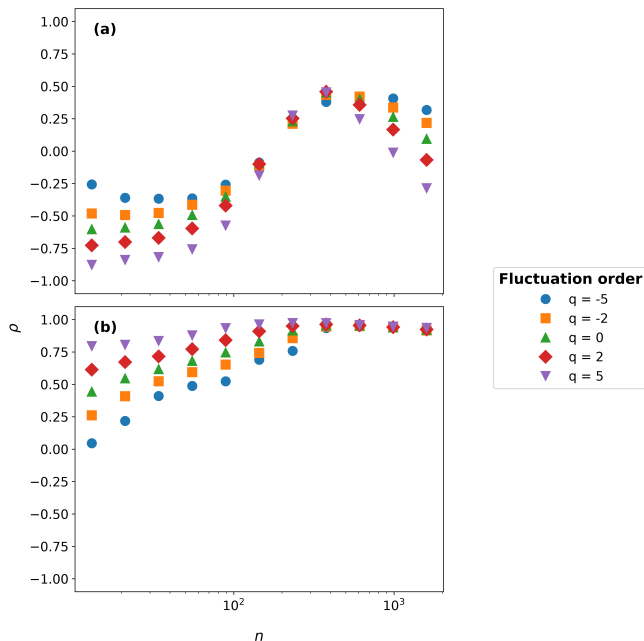 (a)
1.00
0.75
0.50
0.25
0.00
−0.25
−0.50
−0.75
−1.00
(b)
1.00
0.75
0.50
0.25
0.00
−0.25
−0.50
−0.75
−1.00
ρ
10²
10³
n
Fluctuation order
q = -5
q = -2
q = 0
q = 2
q = 5